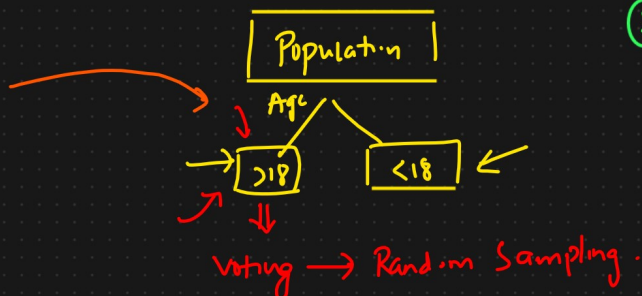 Population
Age
>18 <18
Voting → Random Sampling.